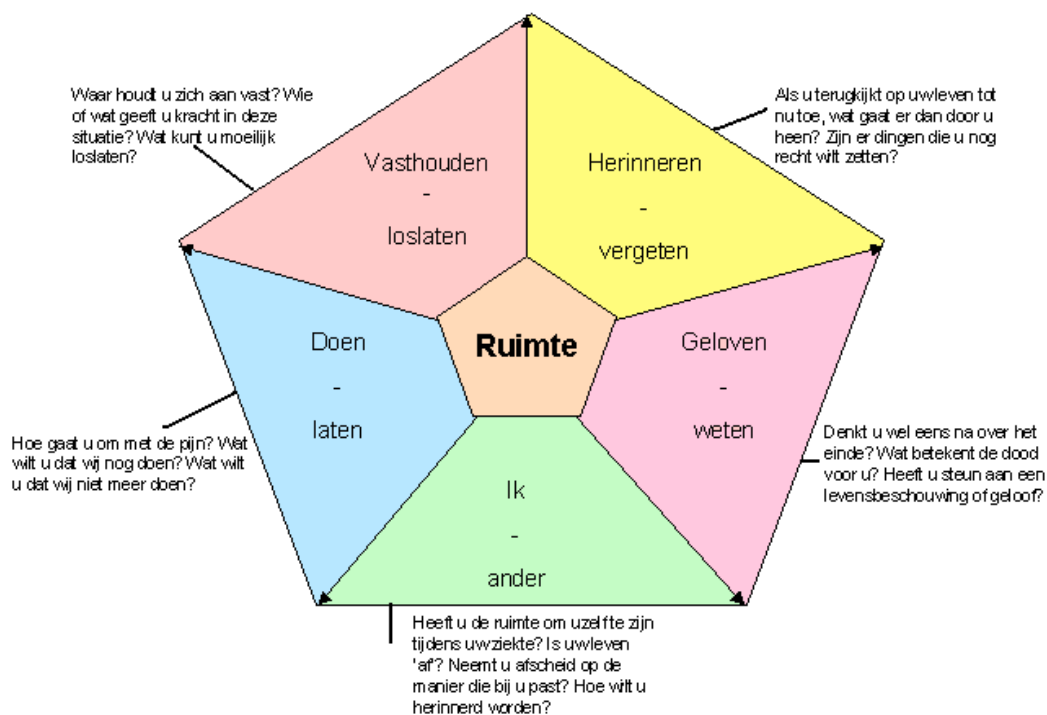 Waar houdt u zich aan vast? Wie
of wat geeft u kracht in deze
situatie? Wat kunt u moeilijk
loslaten?
Als u terugkijkt op uw leven tot
nu toe, wat gaat er dan door u
heen? Zijn er dingen die u nog
recht wilt zetten?
Vasthouden
-
loslaten
Herinneren
-
vergeten
Doen
-
laten
Ruimte
Geloven
-
weten
Hoe gaat u om met de pijn? Wat
wilt u dat wij nog doen? Wat wilt
u dat wij niet meer doen?
Denkt u wel eens na over het
einde? Wat betekent de dood
voor u? Heeft u steun aan een
levensbeschouwing of geloof?
Ik
-
ander
Heeft u de ruimte om uzelf te zijn
tijdens uw ziekte? Is uw leven
'af'? Neemt u afscheid op de
manier die bij u past? Hoe wilt u
herinnerd worden?